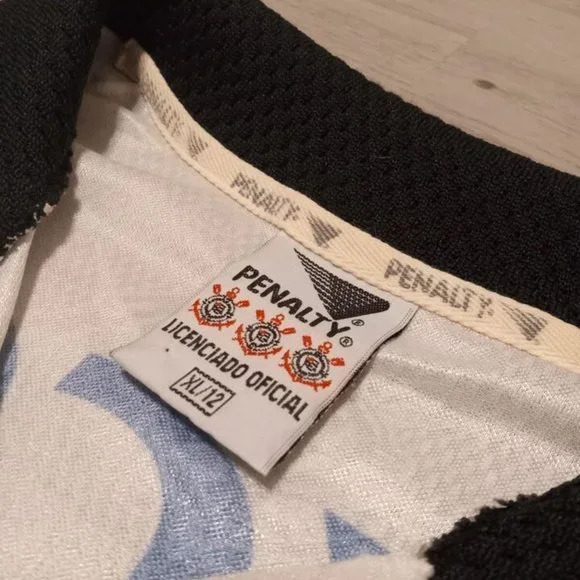 PENALTY
PENALTY
PENALTY®
LICENCIADO OFICIAL
XL/12